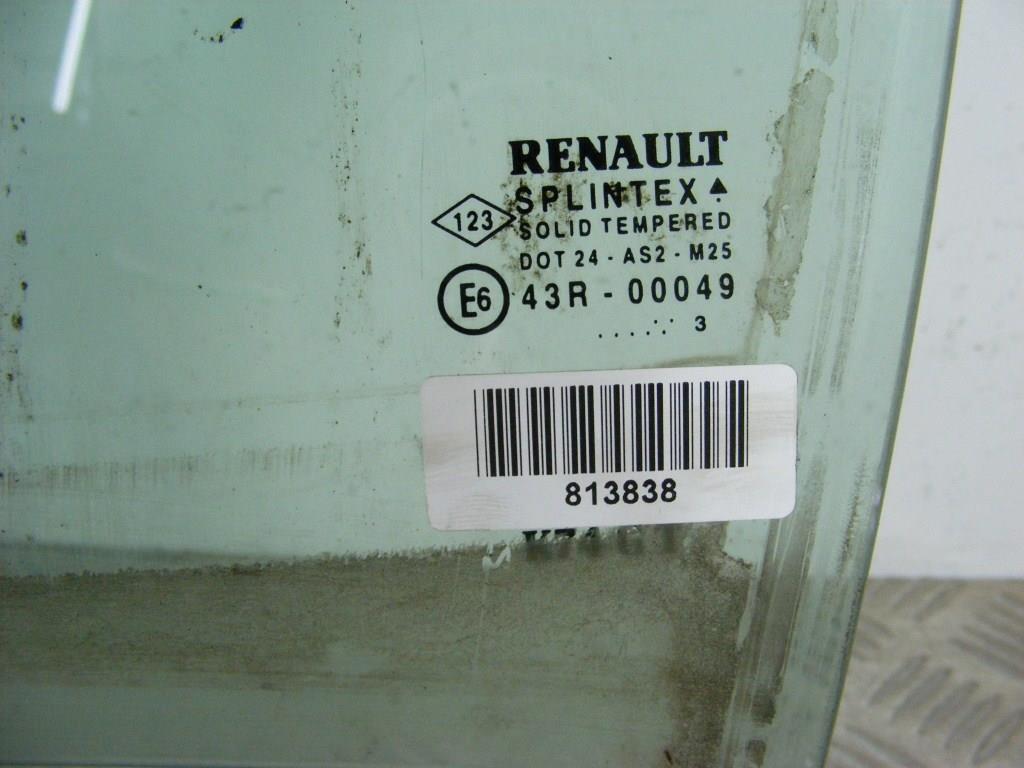 RENAULT
SPLINTEX
123
SOLID TEMPERED
DOT 24 - AS2 - M25
E6 43R - 00049
..... ∴∵ 3
813838